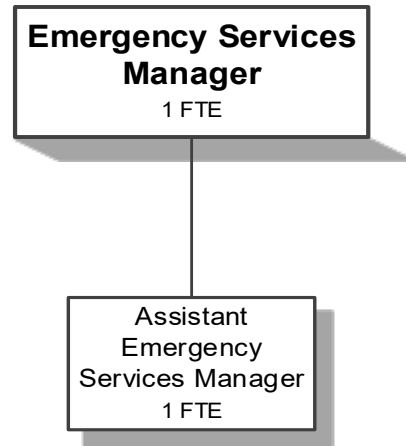 Emergency Services
Manager
1 FTE
Assistant
Emergency
Services Manager
1 FTE